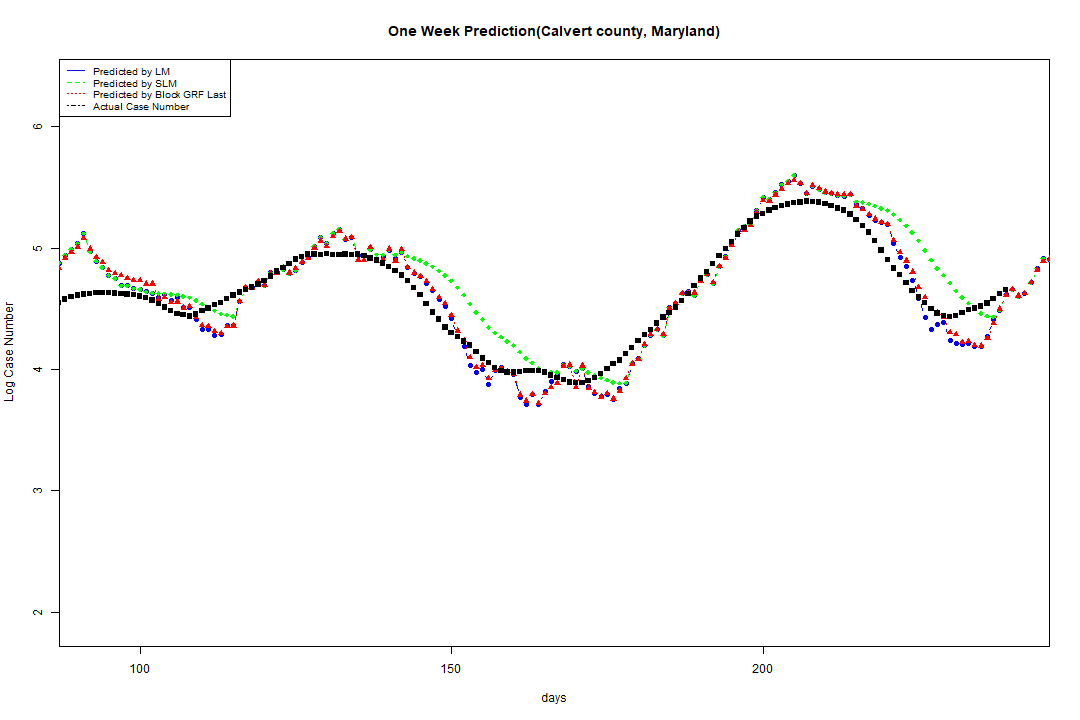 One Week Prediction(Calvert county, Maryland)
Predicted by LM
Predicted by SLM
Predicted by Block GRF Last
Actual Case Number
6
5
4
3
2
Log Case Number
100 150 200
days